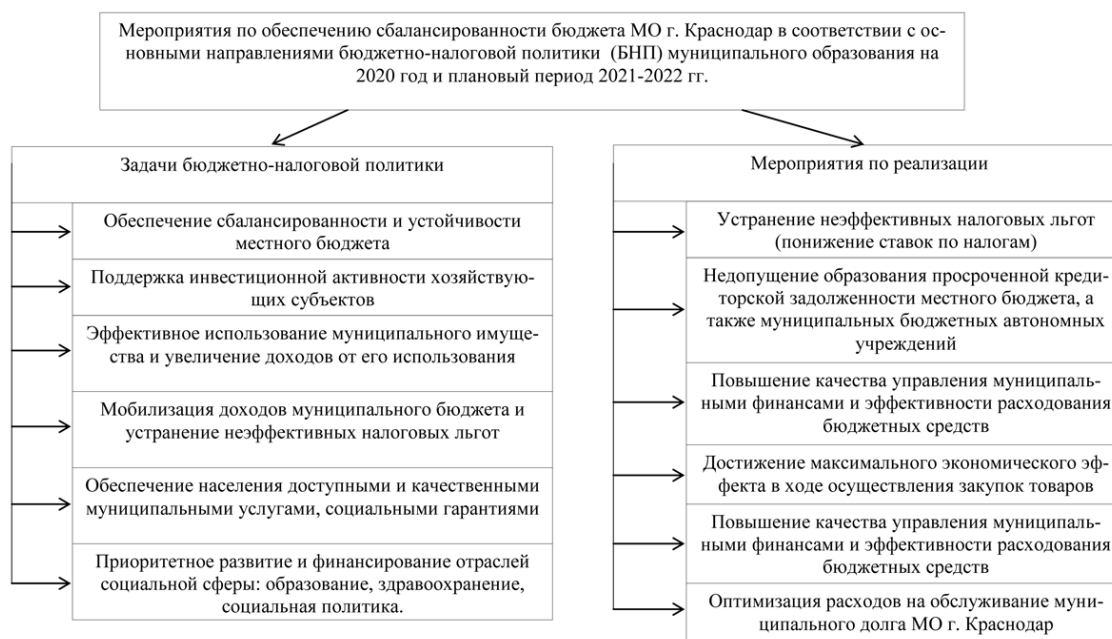 Мероприятия по обеспечению сбалансированности бюджета МО г. Краснодар в соответствии с ос-
новными направлениями бюджетно-налоговой политики (БНП) муниципального образования на
2020 год и плановый период 2021-2022 гг.
Задачи бюджетно-налоговой политики
Обеспечение сбалансированности и устойчивости
местного бюджета
Поддержка инвестиционной активности хозяйствую-
щих субъектов
Эффективное использование муниципального имуще-
ства и увеличение доходов от его использования
Мобилизация доходов муниципального бюджета и
устранение неэффективных налоговых льгот
Обеспечение населения доступными и качественными
муниципальными услугами, социальными гарантиями
Приоритетное развитие и финансирование отраслей
социальной сферы: образование, здравоохранение,
социальная политика.
Мероприятия по реализации
Устранение неэффективных налоговых льгот
(понижение ставок по налогам)
Недопущение образования просроченной креди-
торской задолженности местного бюджета, а
также муниципальных бюджетных автономных
учреждений
Повышение качества управления муниципаль-
ными финансами и эффективности расходования
бюджетных средств
Достижение максимального экономического эф-
фекта в ходе осуществления закупок товаров
Повышение качества управления муниципаль-
ными финансами и эффективности расходования
бюджетных средств
Оптимизация расходов на обслуживание муни-
ципального долга МО г. Краснодар